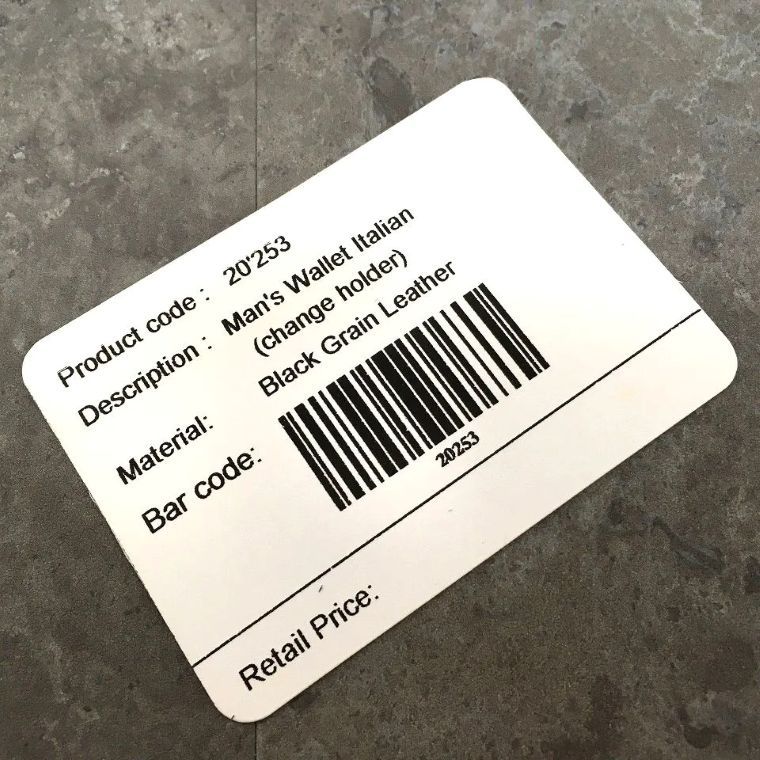 Product code : 20'253
Description : Man's Wallet Italian
(change holder)
Material: Black Grain Leather
Bar code:
20253
Retail Price: